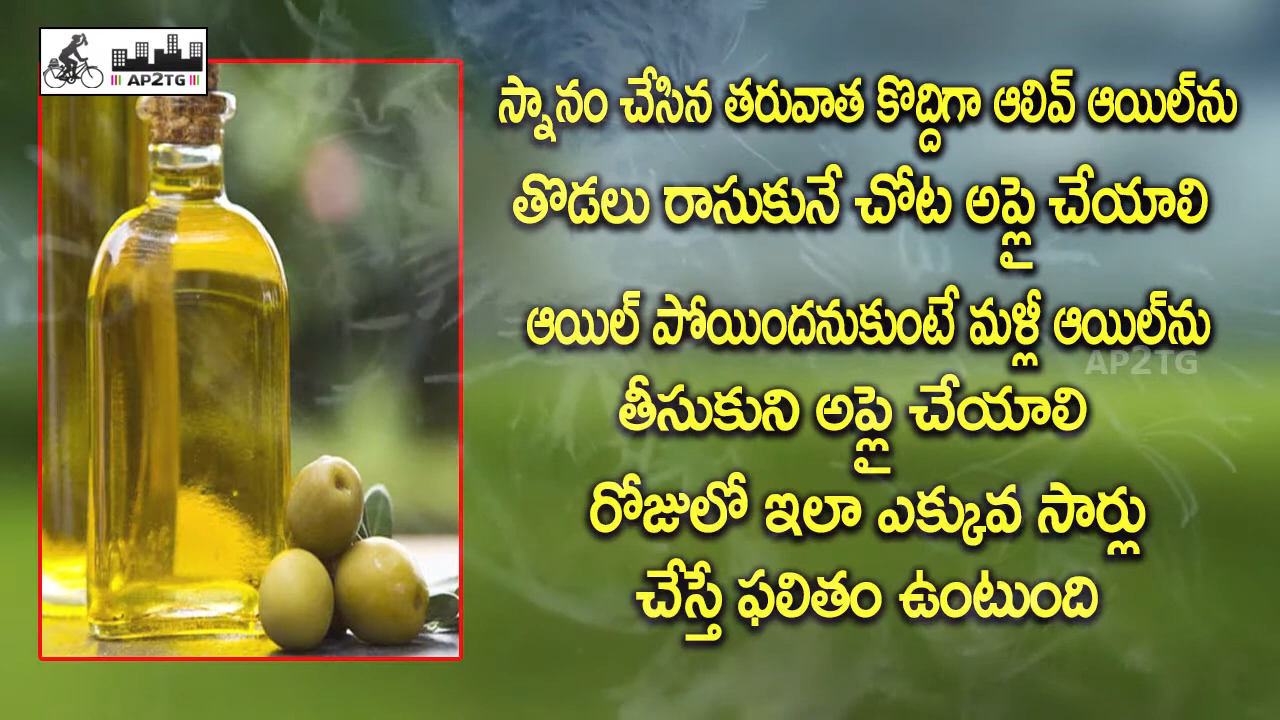 AP2TG
స్నానం చేసిన తరువాత కొద్దిగా ఆలివ్ ఆయిల్‌ను
తొడలు రాసుకునే చోట అప్లై చేయాలి
ఆయిల్ పోయిందనుకుంటే మళ్లీ ఆయిల్‌ను
AP2TG
తీసుకుని అప్లై చేయాలి
రోజులో ఇలా ఎక్కువ సార్లు
చేస్తే ఫలితం ఉంటుంది